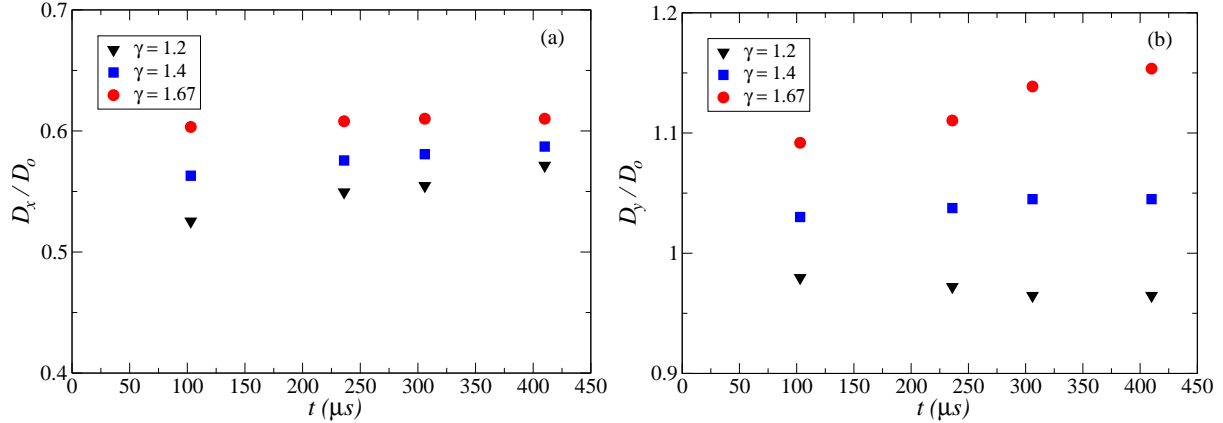 0.7
0.6
0.5
0.4
D_x / D_o
(a)
γ = 1.2
γ = 1.4
γ = 1.67
0 50 100 150 200 250 300 350 400 450
t (μs)
1.2
1.1
1
0.9
D_y / D_o
(b)
γ = 1.2
γ = 1.4
γ = 1.67
0 50 100 150 200 250 300 350 400 450
t (μs)